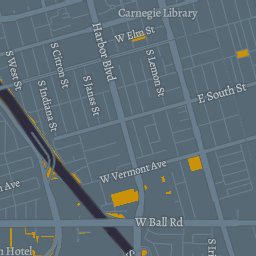 Carnegie Library
W Elm St
Harbor Blvd
S West St
S Citron St
S Lemon St
S Indiana St
S Janss St
E South St
W Vermont Ave
Ave
W Ball Rd
Hotel